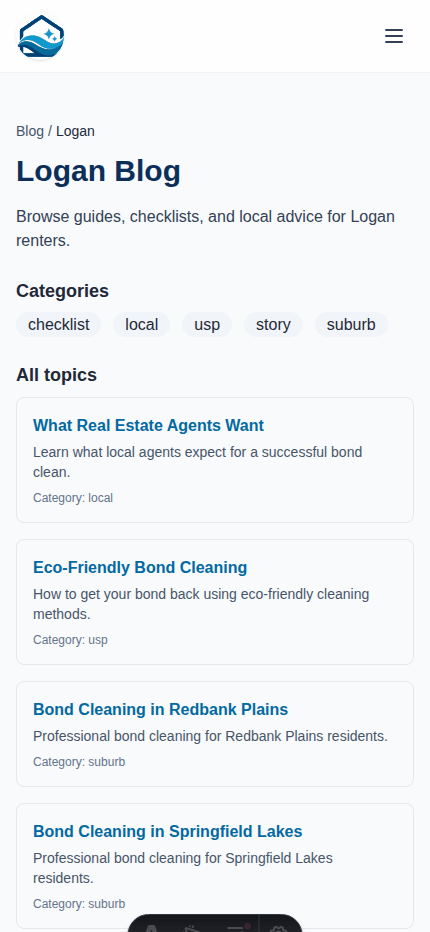 Blog / Logan
Logan Blog
Browse guides, checklists, and local advice for Logan
renters.
Categories
checklist local usp story suburb
All topics
What Real Estate Agents Want
Learn what local agents expect for a successful bond
clean.
Category: local
Eco-Friendly Bond Cleaning
How to get your bond back using eco-friendly cleaning
methods.
Category: usp
Bond Cleaning in Redbank Plains
Professional bond cleaning for Redbank Plains residents.
Category: suburb
Bond Cleaning in Springfield Lakes
Professional bond cleaning for Springfield Lakes
residents.
Category: suburb